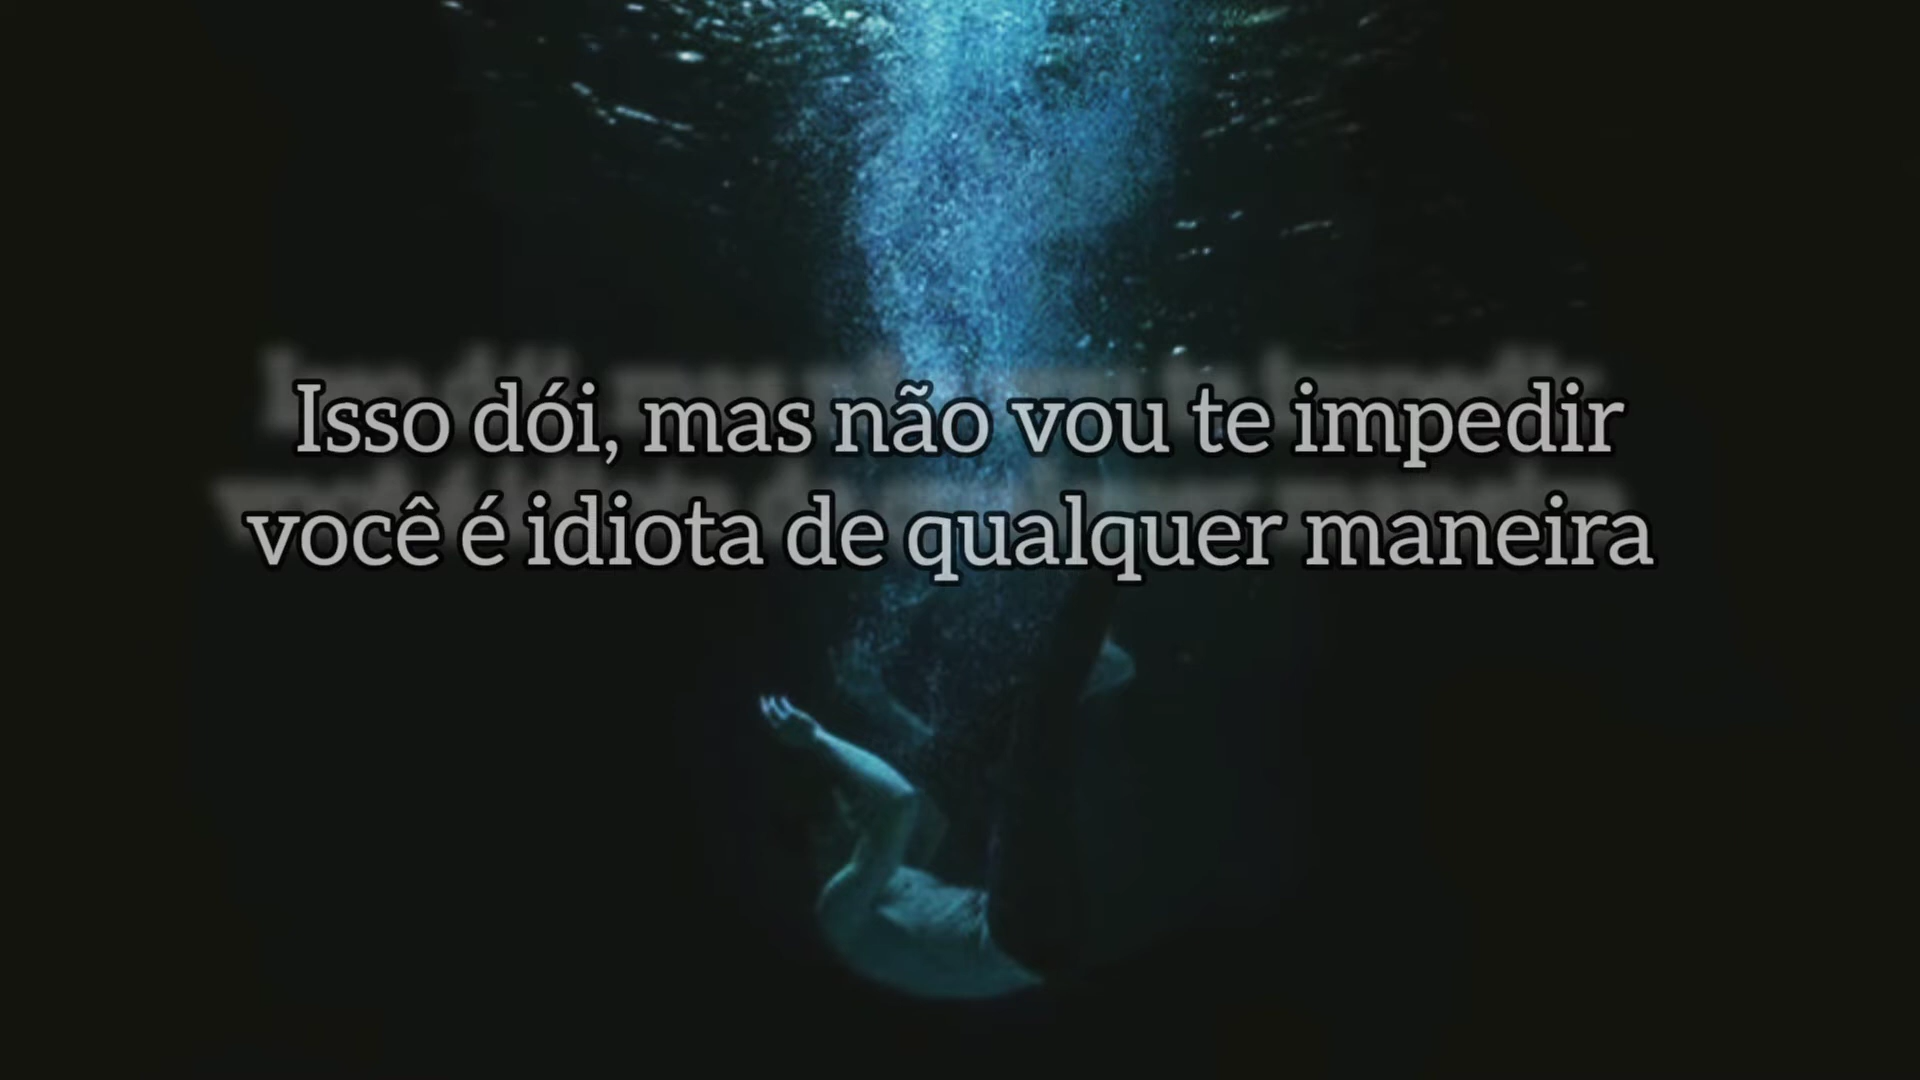 Isso dói, mas não vou te impedir
você é idiota de qualquer maneira